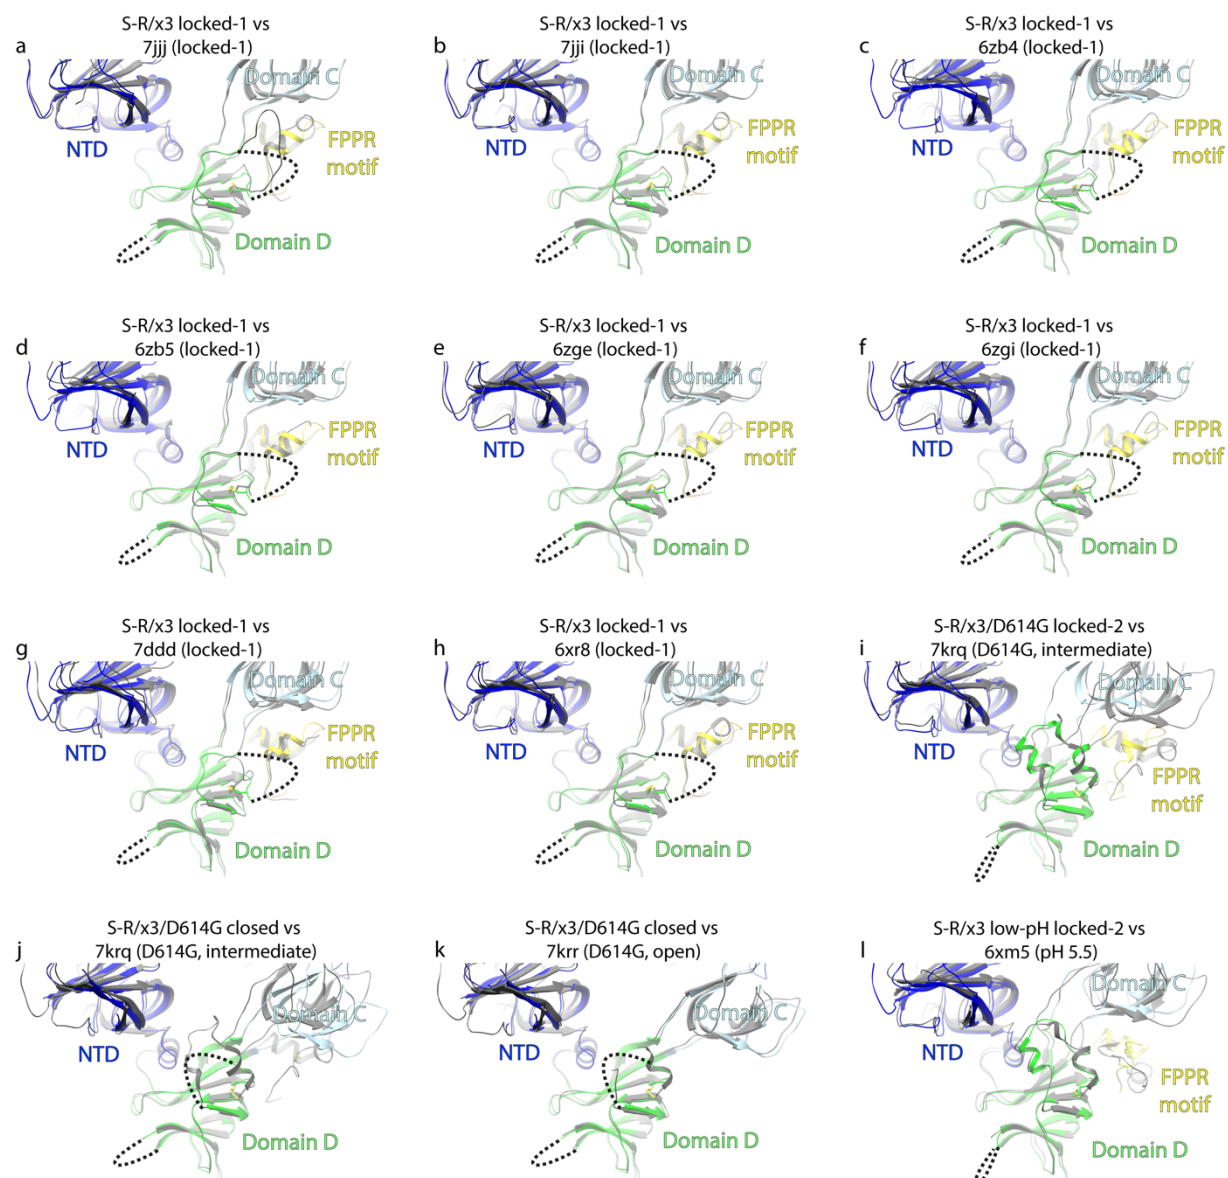 a
S-R/x3 locked-1 vs
7jjj (locked-1)
Domain C
NTD
FPPR
motif
Domain D
b
S-R/x3 locked-1 vs
7jji (locked-1)
Domain C
NTD
FPPR
motif
Domain D
c
S-R/x3 locked-1 vs
6zb4 (locked-1)
Domain C
NTD
FPPR
motif
Domain D
d
S-R/x3 locked-1 vs
6zb5 (locked-1)
Domain C
NTD
FPPR
motif
Domain D
e
S-R/x3 locked-1 vs
6zge (locked-1)
Domain C
NTD
FPPR
motif
Domain D
f
S-R/x3 locked-1 vs
6zgi (locked-1)
Domain C
NTD
FPPR
motif
Domain D
g
S-R/x3 locked-1 vs
7ddd (locked-1)
Domain C
NTD
FPPR
motif
Domain D
h
S-R/x3 locked-1 vs
6xr8 (locked-1)
Domain C
NTD
FPPR
motif
Domain D
i
S-R/x3/D614G locked-2 vs
7krq (D614G, intermediate)
Domain C
NTD
FPPR
motif
Domain D
j
S-R/x3/D614G closed vs
7krq (D614G, intermediate)
Domain C
NTD
Domain D
k
S-R/x3/D614G closed vs
7krr (D614G, open)
Domain C
NTD
Domain D
l
S-R/x3 low-pH locked-2 vs
6xm5 (pH 5.5)
Domain C
NTD
FPPR
motif
Domain D